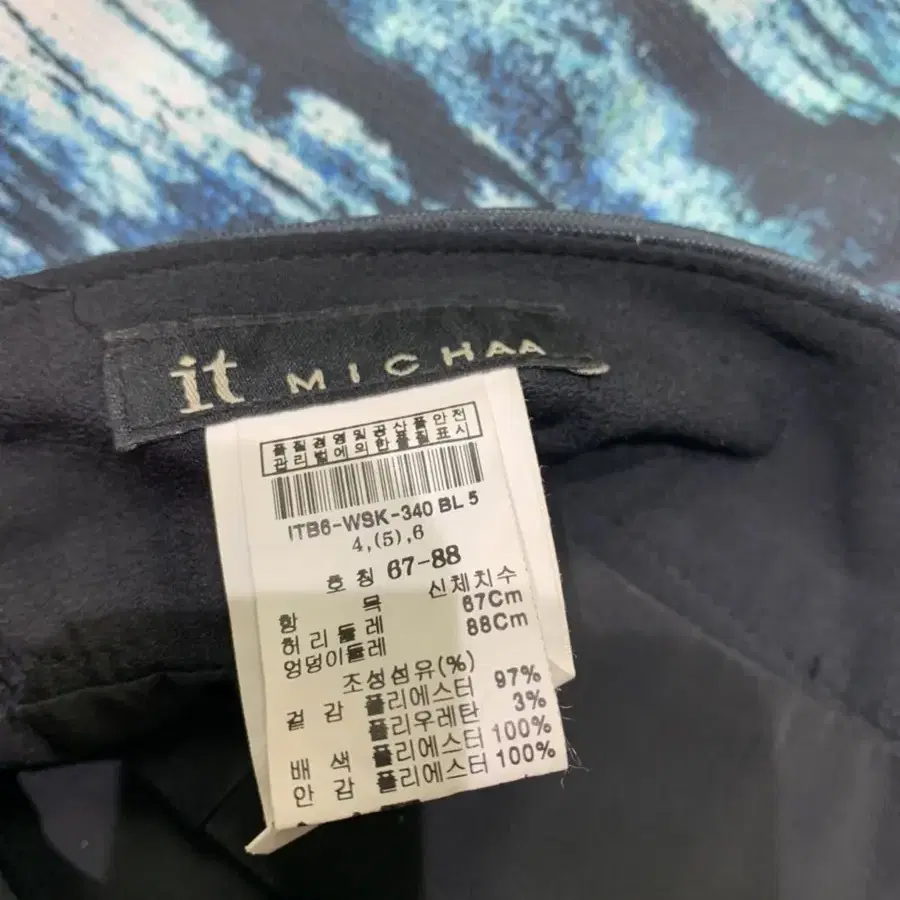 it MICHAA
품질경영및공산품안전
관리법에의한품질표시
ITB6-WSK-340 BL 5
4,(5),6
호칭 67-88
항 목 신체치수
허리둘레 67Cm
엉덩이둘레 88Cm
조성섬유(%)
겉 감 폴리에스터 97%
폴리우레탄 3%
배 색 폴리에스터 100%
안 감 폴리에스터 100%